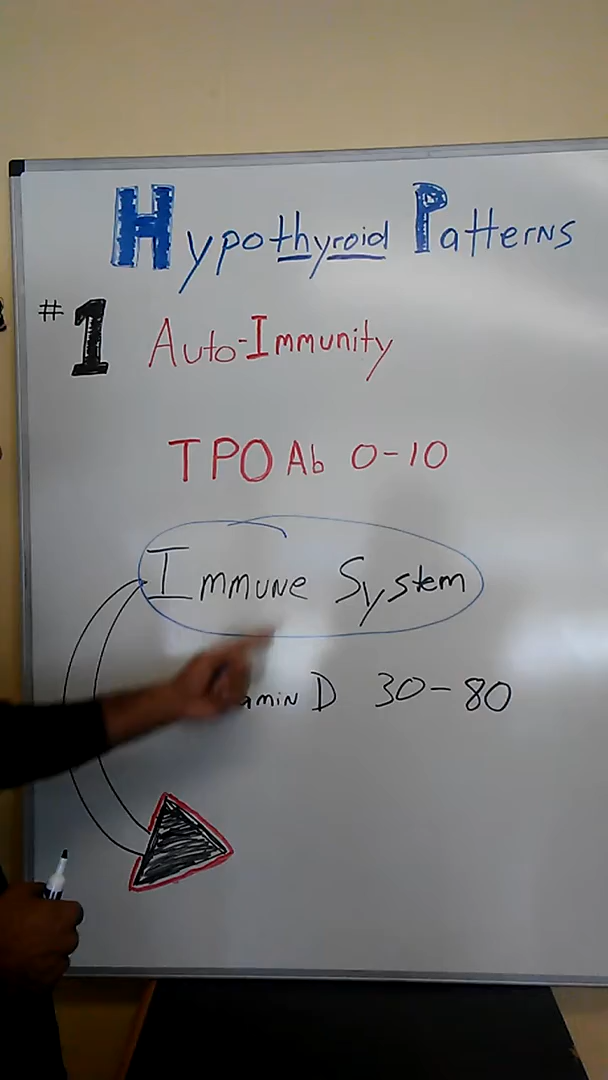 Hypothyroid Patterns
#1 Auto-Immunity
TPO Ab 0-10
Immune System
D 30-80